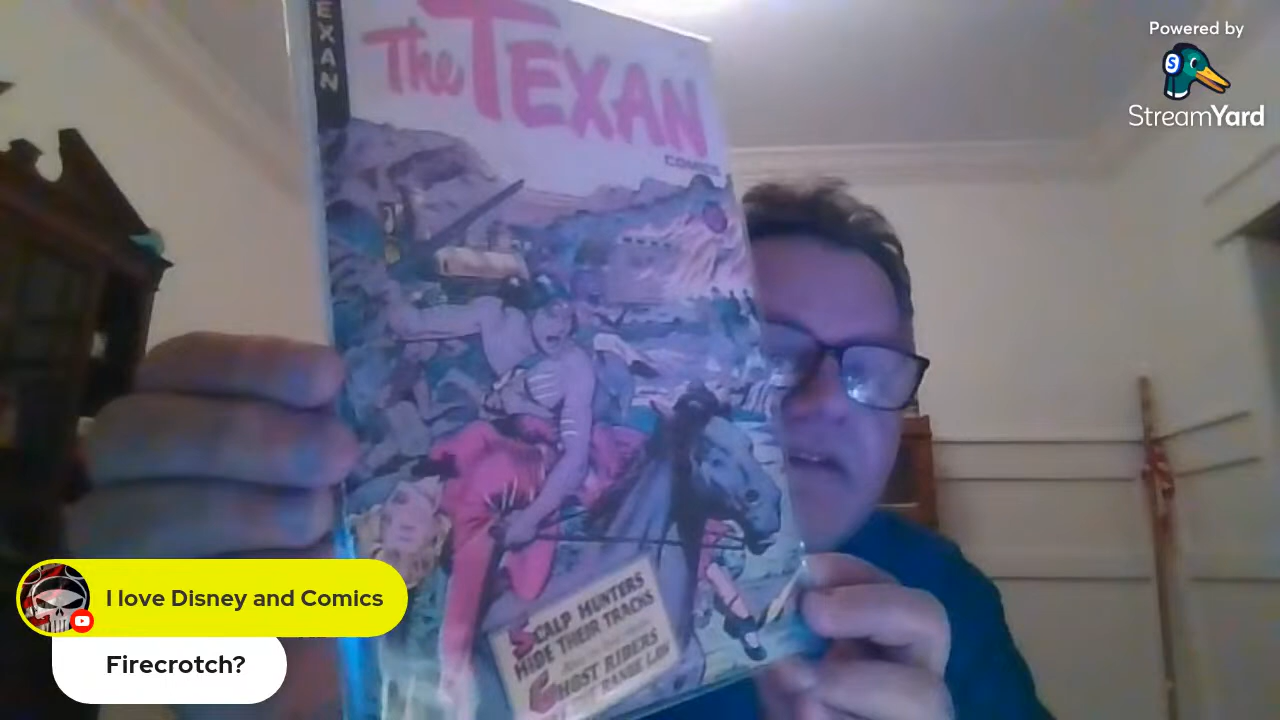 Powered by
StreamYard
EXAN
The TEXAN
COMICS
SCALP HUNTERS
HIDE THEIR TRACKS
GHOST RIDERS
RANGE LAW
I love Disney and Comics
Firecrotch?